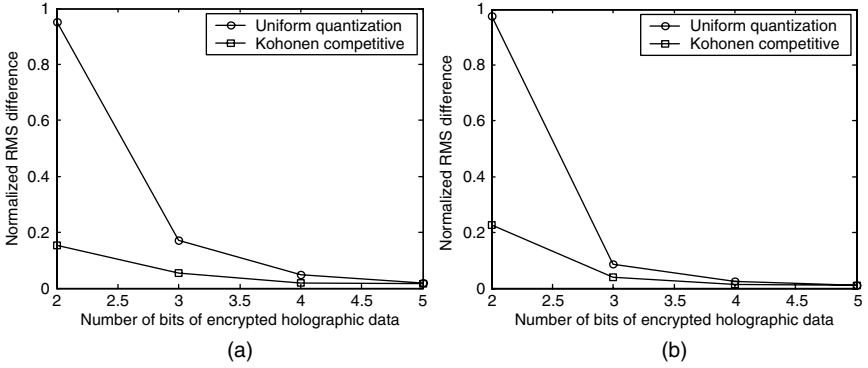 1
0.8
0.6
0.4
0.2
0
Normalized RMS difference
Uniform quantization
Kohonen competitive
2 2.5 3 3.5 4 4.5 5
Number of bits of encrypted holographic data
(a)
1
0.8
0.6
0.4
0.2
0
Normalized RMS difference
Uniform quantization
Kohonen competitive
2 2.5 3 3.5 4 4.5 5
Number of bits of encrypted holographic data
(b)